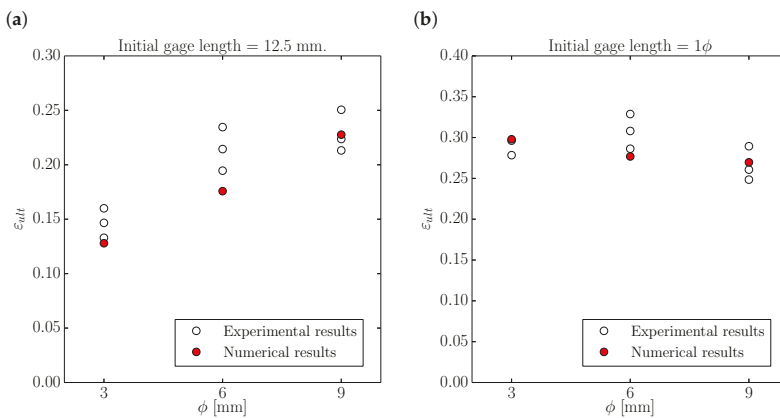 (a)
Initial gage length = 12.5 mm.
0.30
0.25
0.20
0.15
0.10
0.05
0.00
ε_ult
3 6 9
ϕ [mm]
Experimental results
Numerical results
(b)
Initial gage length = 1ϕ
0.40
0.35
0.30
0.25
0.20
0.15
0.10
0.05
0.00
ε_ult
3 6 9
ϕ [mm]
Experimental results
Numerical results